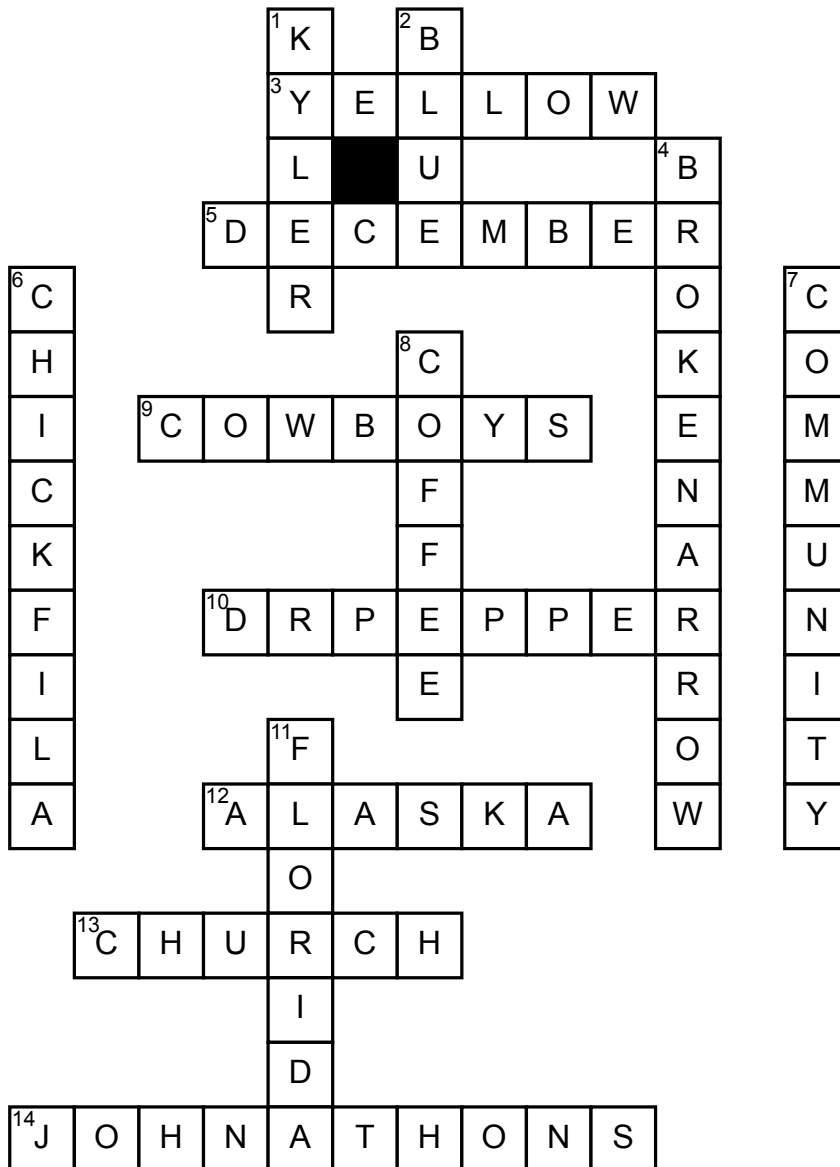 1 K 2 B
3 Y E L L O W
L U 4 B
5 D E C E M B E R
6 C R O 7 C
H 8 C K O
I 9 C O W B O Y S E M
C F N M
K F A U
F 10 D R P E P P E R N
I E R I
L 11 F O T
A 12 A L A S K A W Y
O
13 C H U R C H
I
D
14 J O H N A T H O N S